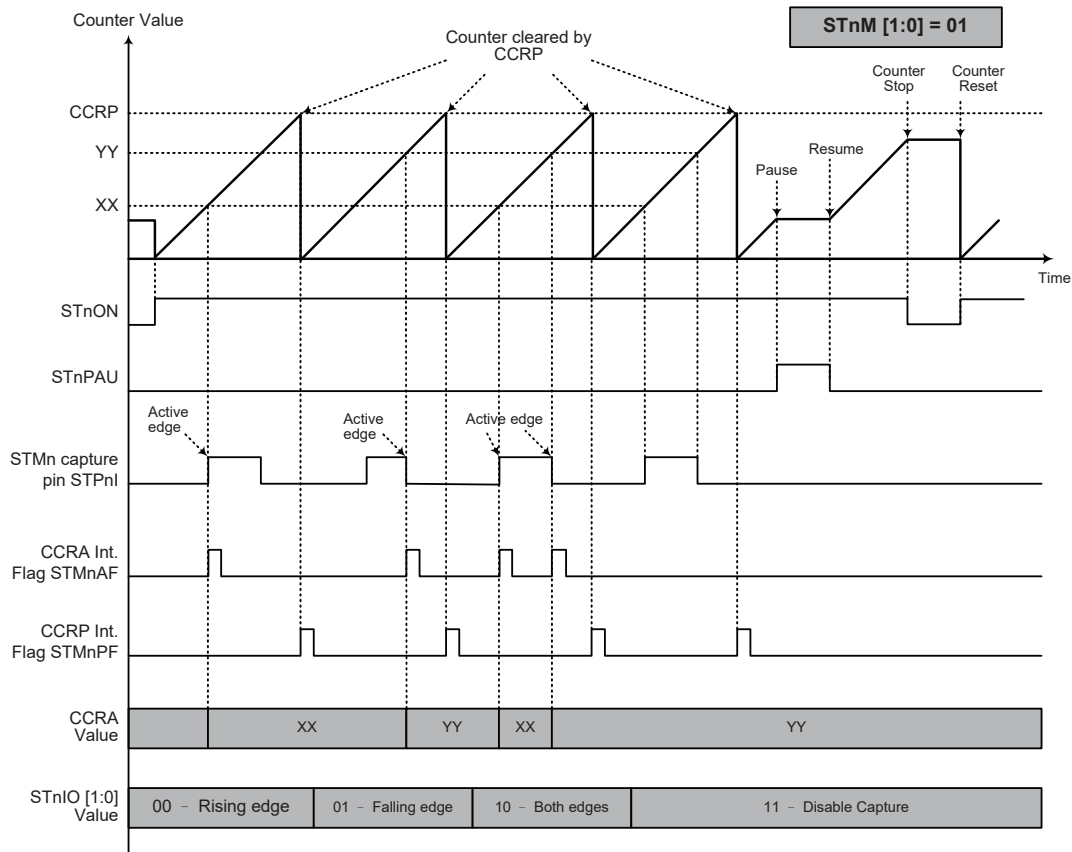 Counter Value
STnM [1:0] = 01
Counter cleared by
CCRP
Counter
Stop
Counter
Reset
CCRP
YY
Resume
Pause
XX
Time
STnON
STnPAU
Active
edge
Active
edge
Active edge
STMn capture
pin STPnI
CCRA Int.
Flag STMnAF
CCRP Int.
Flag STMnPF
CCRA
Value
XX
YY
XX
YY
STnIO [1:0]
Value
00 – Rising edge
01 – Falling edge
10 – Both edges
11 – Disable Capture